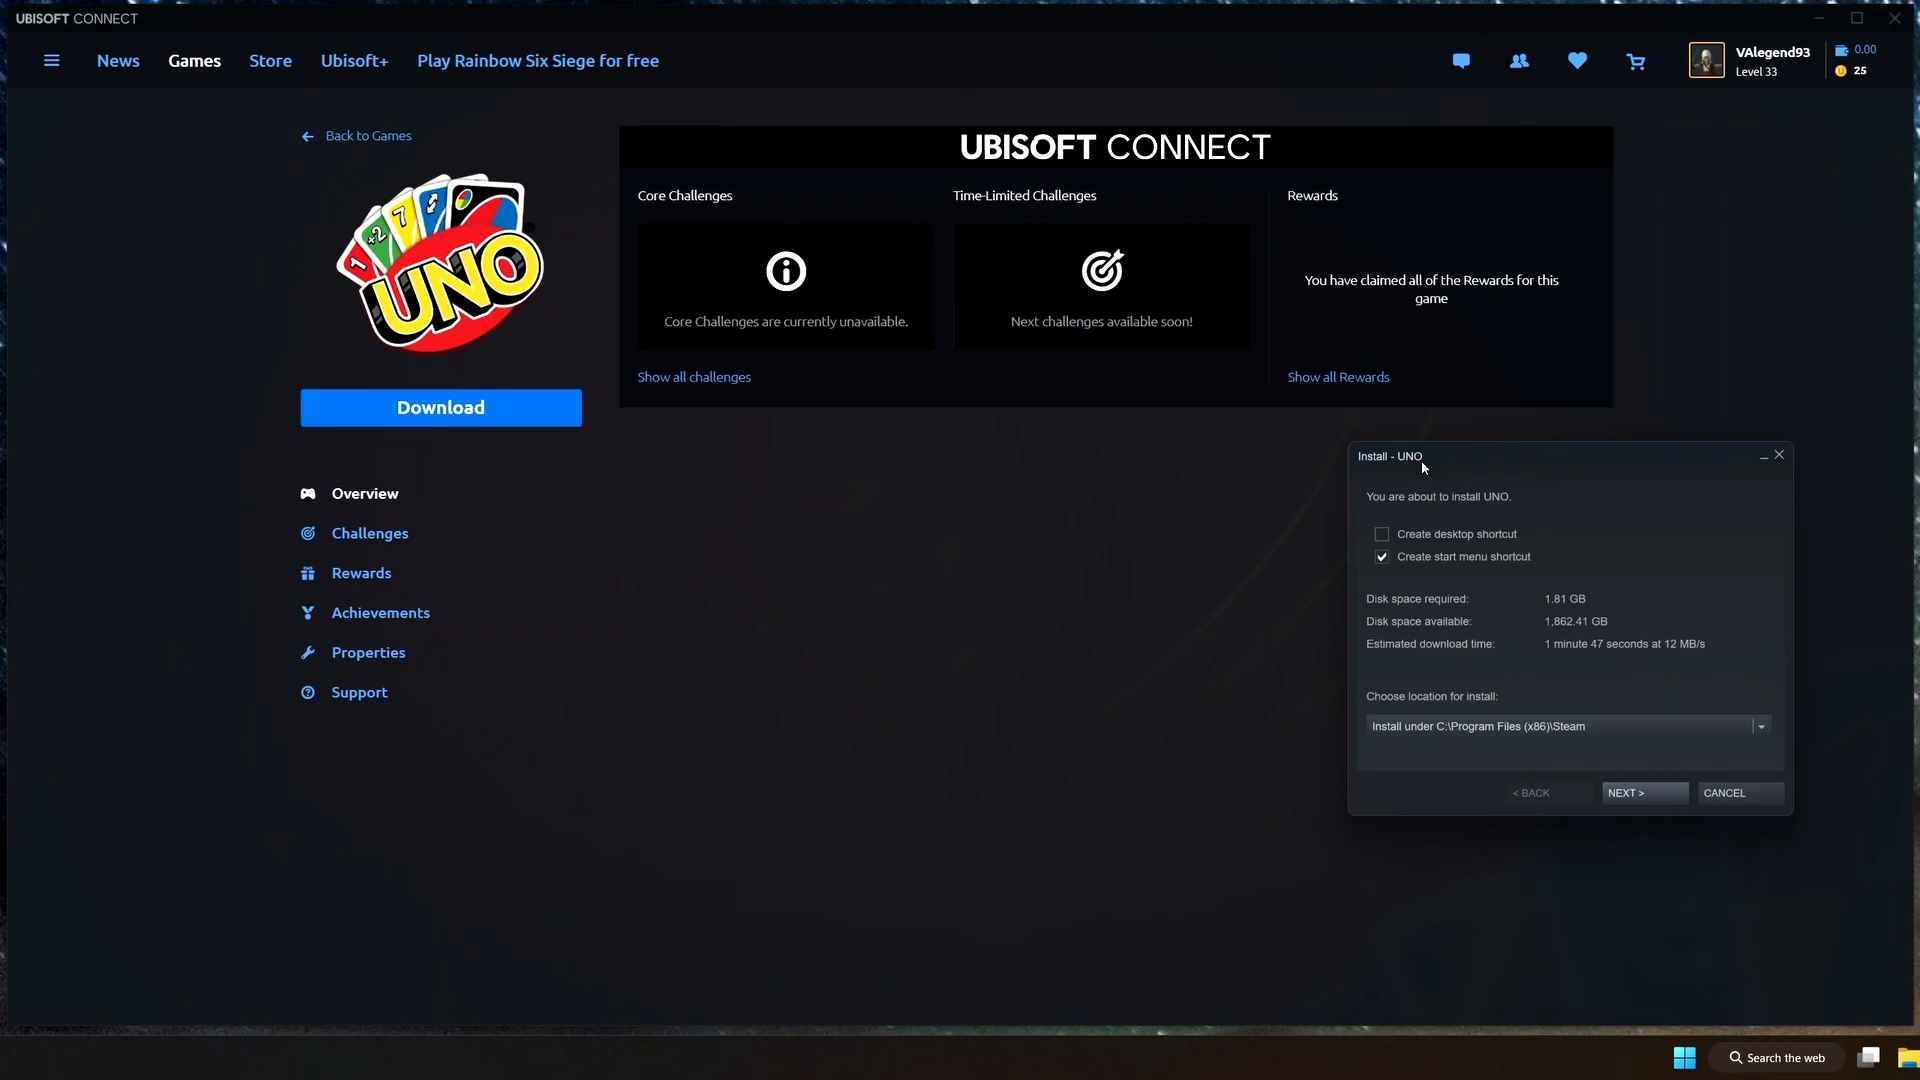 UBISOFT CONNECT
News
Games
Store
Ubisoft+
Play Rainbow Six Siege for free
VAlegend93
Level 33
0.00
25
Back to Games
1
+2
7
UNO
Download
Overview
Challenges
Rewards
Achievements
Properties
Support
UBISOFT CONNECT
Core Challenges
Core Challenges are currently unavailable.
Show all challenges
Time-Limited Challenges
Next challenges available soon!
Rewards
You have claimed all of the Rewards for this
game
Show all Rewards
Install - UNO
You are about to install UNO.
Create desktop shortcut
Create start menu shortcut
Disk space required: 1.81 GB
Disk space available: 1,862.41 GB
Estimated download time: 1 minute 47 seconds at 12 MB/s
Choose location for install:
Install under C:\Program Files (x86)\Steam
< BACK
NEXT >
CANCEL
Search the web